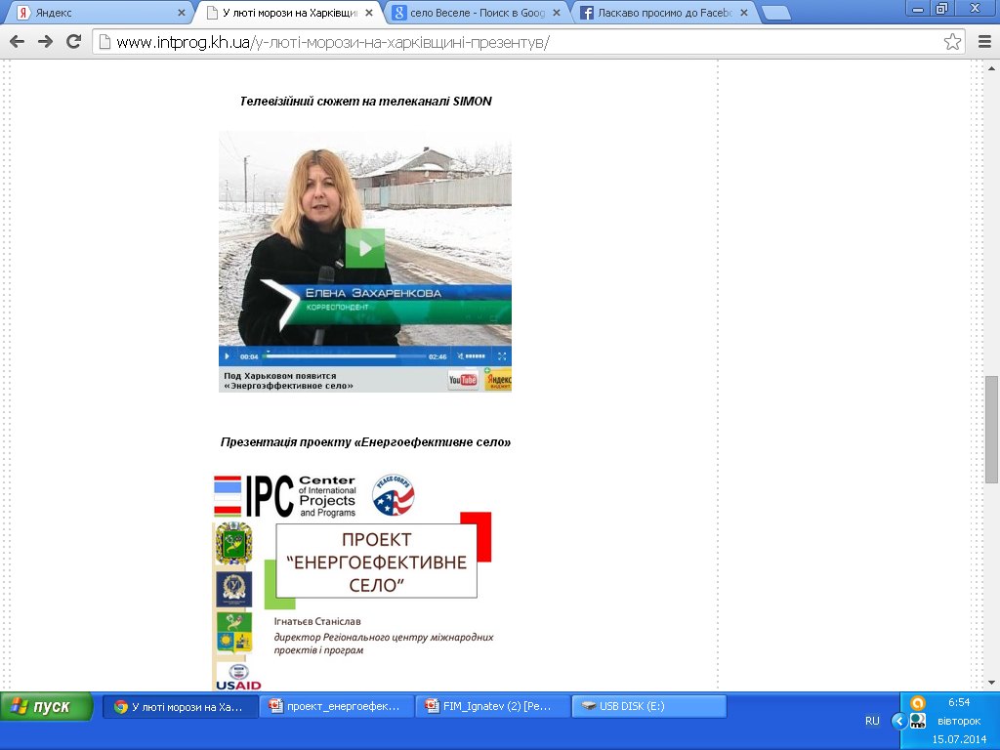 Яндекс
У люті морози на Харківщи
село Веселе - Поиск в Goog
Ласкаво просимо до Facebo
www.intprog.kh.ua/у-люті-морози-на-харківщині-презентув/
Телевізійний сюжет на телеканалі SIMON
ЕЛЕНА ЗАХАРЕНКОВА
КОРРЕСПОНДЕНТ
00:04
02:46
Под Харьковом появится
«Энергоэффективное село»
YouTube
Яндекс
виджет
Презентація проекту «Енергоефективне село»
IPC Center
of International
Projects
and Programs
PEACE CORPS
ПРОЕКТ
“ЕНЕРГОЕФЕКТИВНЕ
СЕЛО”
Ігнатьєв Станіслав
директор Регіонального центру міжнародних
проектів і програм
USAID
пуск
У люті морози на Ха...
проект_енергоефек...
FIM_Ignatev (2) [Ре...
USB DISK (E:)
RU
6:54
вівторок
15.07.2014